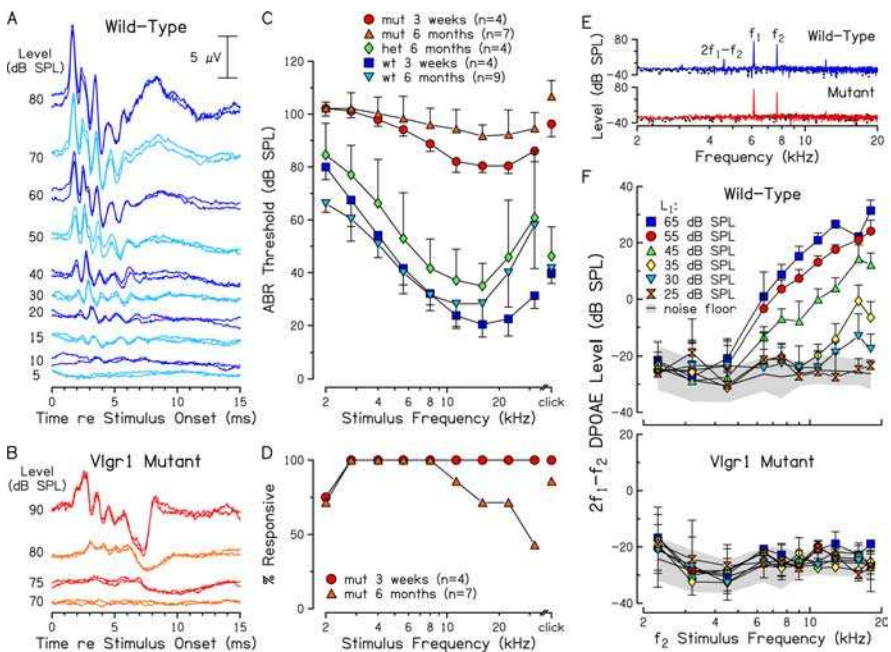 A
Wild-Type
Level
(dB SPL)
5 μV
80
70
60
50
40
30
20
15
10
5
0 5 10 15
Time re Stimulus Onset (ms)
B
Vlgr1 Mutant
Level
(dB SPL)
90
80
75
70
0 5 10 15
Time re Stimulus Onset (ms)
C
mut 3 weeks (n=4)
mut 6 months (n=7)
het 6 months (n=4)
wt 3 weeks (n=4)
wt 6 months (n=9)
ABR Threshold (dB SPL)
120
100
80
60
40
20
0
2 4 6 8 10 20 click
Stimulus Frequency (kHz)
D
% Responsive
100
75
50
25
0
mut 3 weeks (n=4)
mut 6 months (n=7)
2 4 6 8 10 20 click
Stimulus Frequency (kHz)
E
Level (dB SPL)
80
-40
2f₁-f₂
f₁
f₂
Wild-Type
80
-40
Mutant
2 4 6 8 10 20
Frequency (kHz)
F
Wild-Type
2f₁-f₂ DPOAE Level (dB SPL)
40
20
0
-20
-40
L₁:
65 dB SPL
55 dB SPL
45 dB SPL
35 dB SPL
30 dB SPL
25 dB SPL
noise floor
20
0
-20
-40
Vlgr1 Mutant
2 4 6 8 10 20
f₂ Stimulus Frequency (kHz)